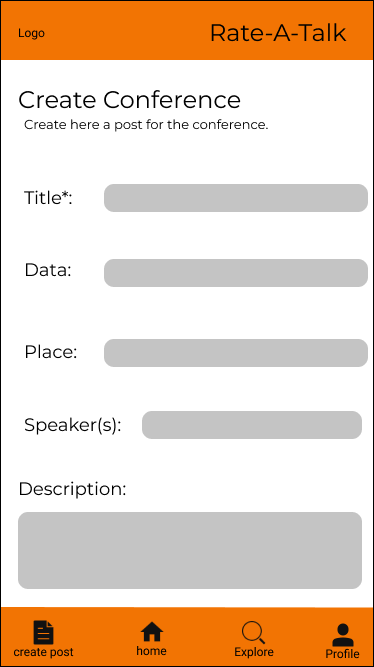 Logo
Rate-A-Talk
Create Conference
Create here a post for the conference.
Title*:
Data:
Place:
Speaker(s):
Description:
create post
home
Explore
Profile